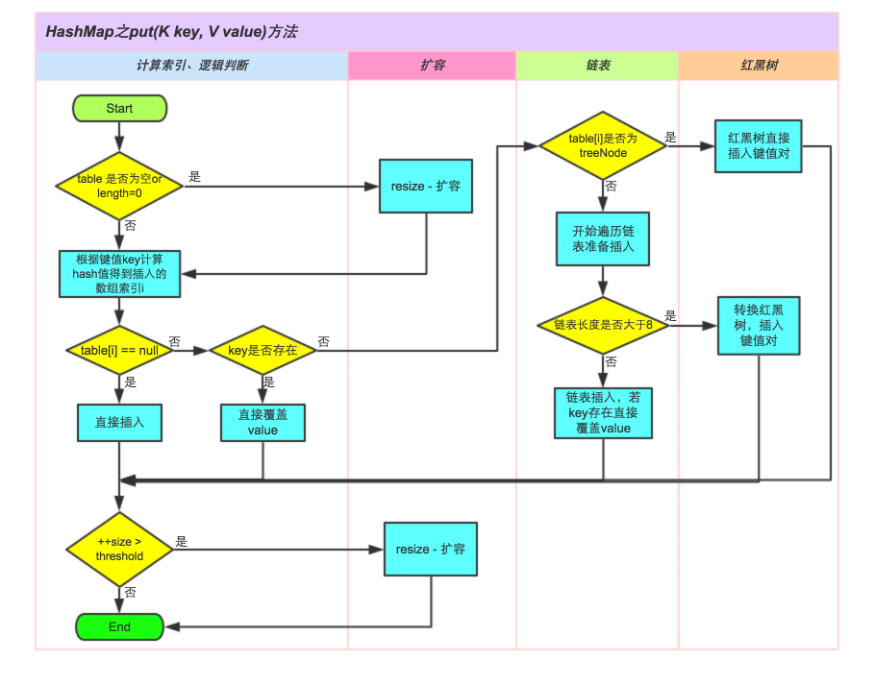 HashMap之put(K key, V value)方法
计算索引、逻辑判断
扩容
链表
红黑树
Start
table 是否为空or
length=0
是
resize - 扩容
否
根据键值key计算
hash值得到插入的
数组索引i
table[i] == null
否
key是否存在
否
是
直接插入
是
直接覆盖
value
table[i]是否为
treeNode
是
红黑树直接
插入键值对
否
开始遍历链
表准备插入
链表长度是否大于8
是
转换红黑
树，插入
键值对
否
链表插入，若
key存在直接
覆盖value
++size >
threshold
是
resize - 扩容
否
End